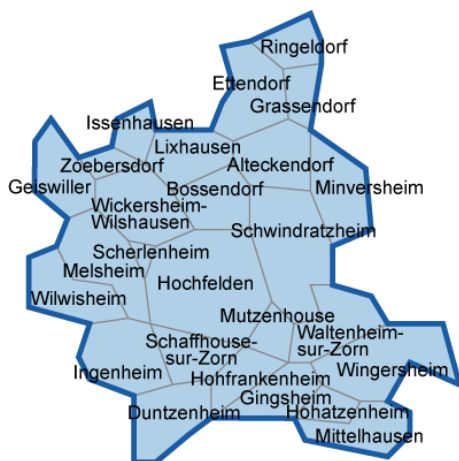 Ringeldorf
Ettendorf
Grassendorf
Issenhausen
Lixhausen
Zoebersdorf
Alteckendorf
Geiswiller
Bossendorf
Minversheim
Wickersheim-
Wilshausen
Schwindratzheim
Scherlenheim
Melsheim
Hochfelden
Wilwisheim
Mutzenhouse
Schaffhouse-
sur-Zorn
Waltenheim-
sur-Zorn
Ingenheim
Hohfrankenheim
Wingersheim
Gingsheim
Duntzenheim
Hohatzenheim
Mittelhausen